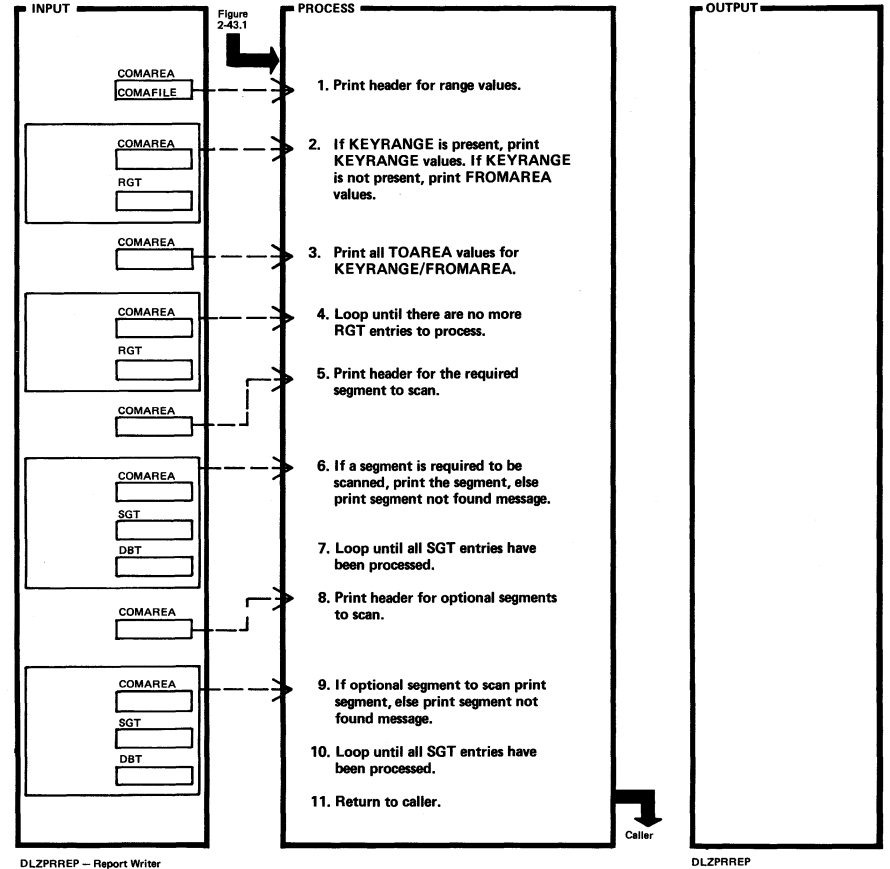 INPUT
Figure
2-43.1
PROCESS
OUTPUT
COMAREA
COMAFILE
1. Print header for range values.
COMAREA
RGT
2. If KEYRANGE is present, print
KEYRANGE values. If KEYRANGE
is not present, print FROMAREA
values.
COMAREA
3. Print all TOAREA values for
KEYRANGE/FROMAREA.
COMAREA
RGT
4. Loop until there are no more
RGT entries to process.
5. Print header for the required
segment to scan.
COMAREA
COMAREA
SGT
DBT
6. If a segment is required to be
scanned, print the segment, else
print segment not found message.
7. Loop until all SGT entries have
been processed.
8. Print header for optional segments
to scan.
COMAREA
COMAREA
SGT
DBT
9. If optional segment to scan print
segment, else print segment not
found message.
10. Loop until all SGT entries have
been processed.
11. Return to caller.
Caller
DLZPRREP – Report Writer
DLZPRREP